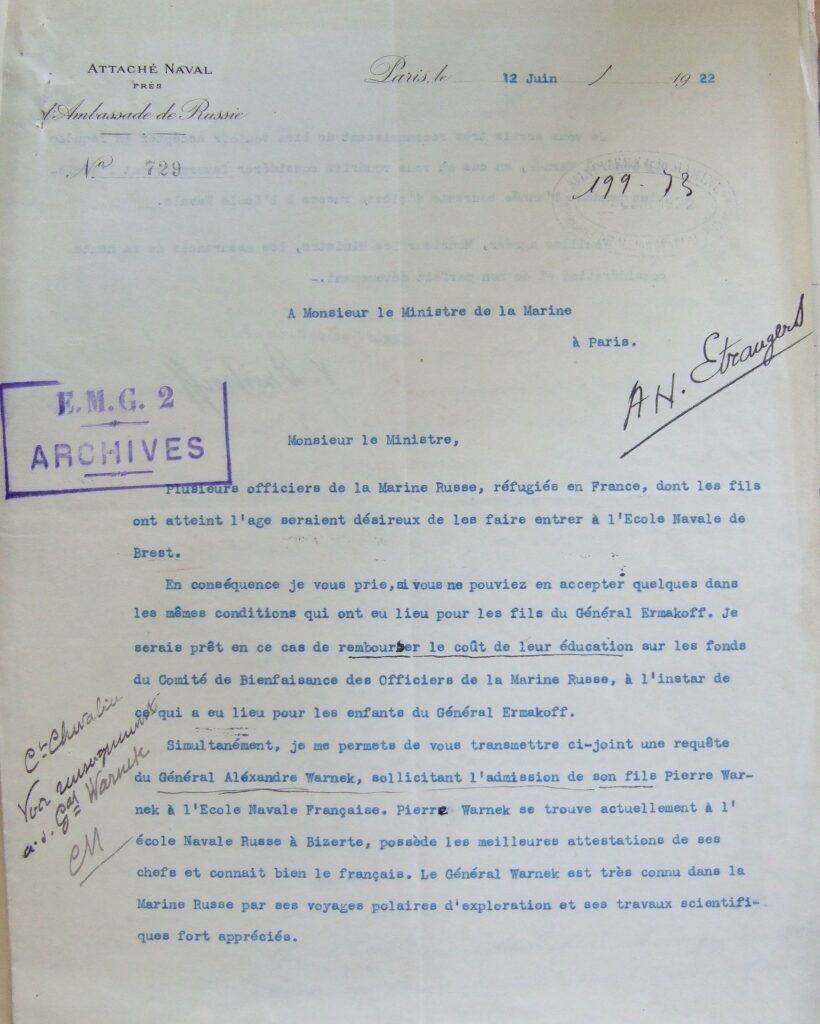 ATTACHÉ NAVAL
PRÈS
l'Ambassade de Russie
Paris, le 12 Juin 1922
No 729
199-73
A Monsieur le Ministre de la Marine
à Paris.
AH. Etrangers
E.M.G. 2
ARCHIVES
Monsieur le Ministre,
Plusieurs officiers de la Marine Russe, réfugiés en France, dont les fils
ont atteint l'age seraient désireux de les faire entrer à l'Ecole Navale de
Brest.
En conséquence je vous prie, si vous ne pouviez en accepter quelques dans
les mêmes conditions qui ont eu lieu pour les fils du Général Ermakoff. Je
serais prêt en ce cas de rembourser le coût de leur éducation sur les fonds
du Comité de Bienfaisance des Officiers de la Marine Russe, à l'instar de
ce qui a eu lieu pour les enfants du Général Ermakoff.
Simultanément, je me permets de vous transmettre ci-joint une requête
du Général Aléxandre Warnek, sollicitant l'admission de son fils Pierre War-
nek à l'Ecole Navale Française. Pierre Warnek se trouve actuellement à l'
école Navale Russe à Bizerte, possède les meilleures attestations de ses
chefs et connait bien le français. Le Général Warnek est très connu dans la
Marine Russe par ses voyages polaires d'exploration et ses travaux scientifi-
ques fort appréciés.
Ct Chevalier
Voir renseignements
a.s. Gal Warnek